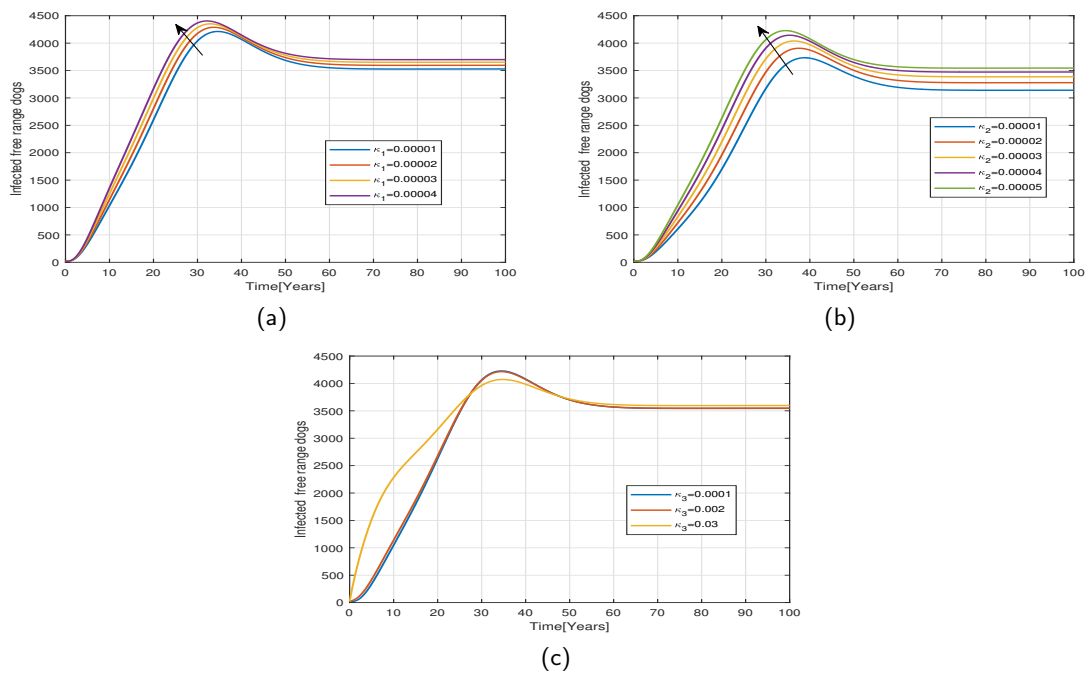 4500
4000
3500
3000
2500
2000
1500
1000
500
0
Infected free range dogs
κ1=0.00001
κ1=0.00002
κ1=0.00003
κ1=0.00004
0 10 20 30 40 50 60 70 80 90 100
Time[Years]
(a)
4500
4000
3500
3000
2500
2000
1500
1000
500
0
Infected free range dogs
κ2=0.00001
κ2=0.00002
κ2=0.00003
κ2=0.00004
κ2=0.00005
0 10 20 30 40 50 60 70 80 90 100
Time[Years]
(b)
4500
4000
3500
3000
2500
2000
1500
1000
500
0
Infected free range dogs
κ3=0.0001
κ3=0.002
κ3=0.03
0 10 20 30 40 50 60 70 80 90 100
Time[Years]
(c)